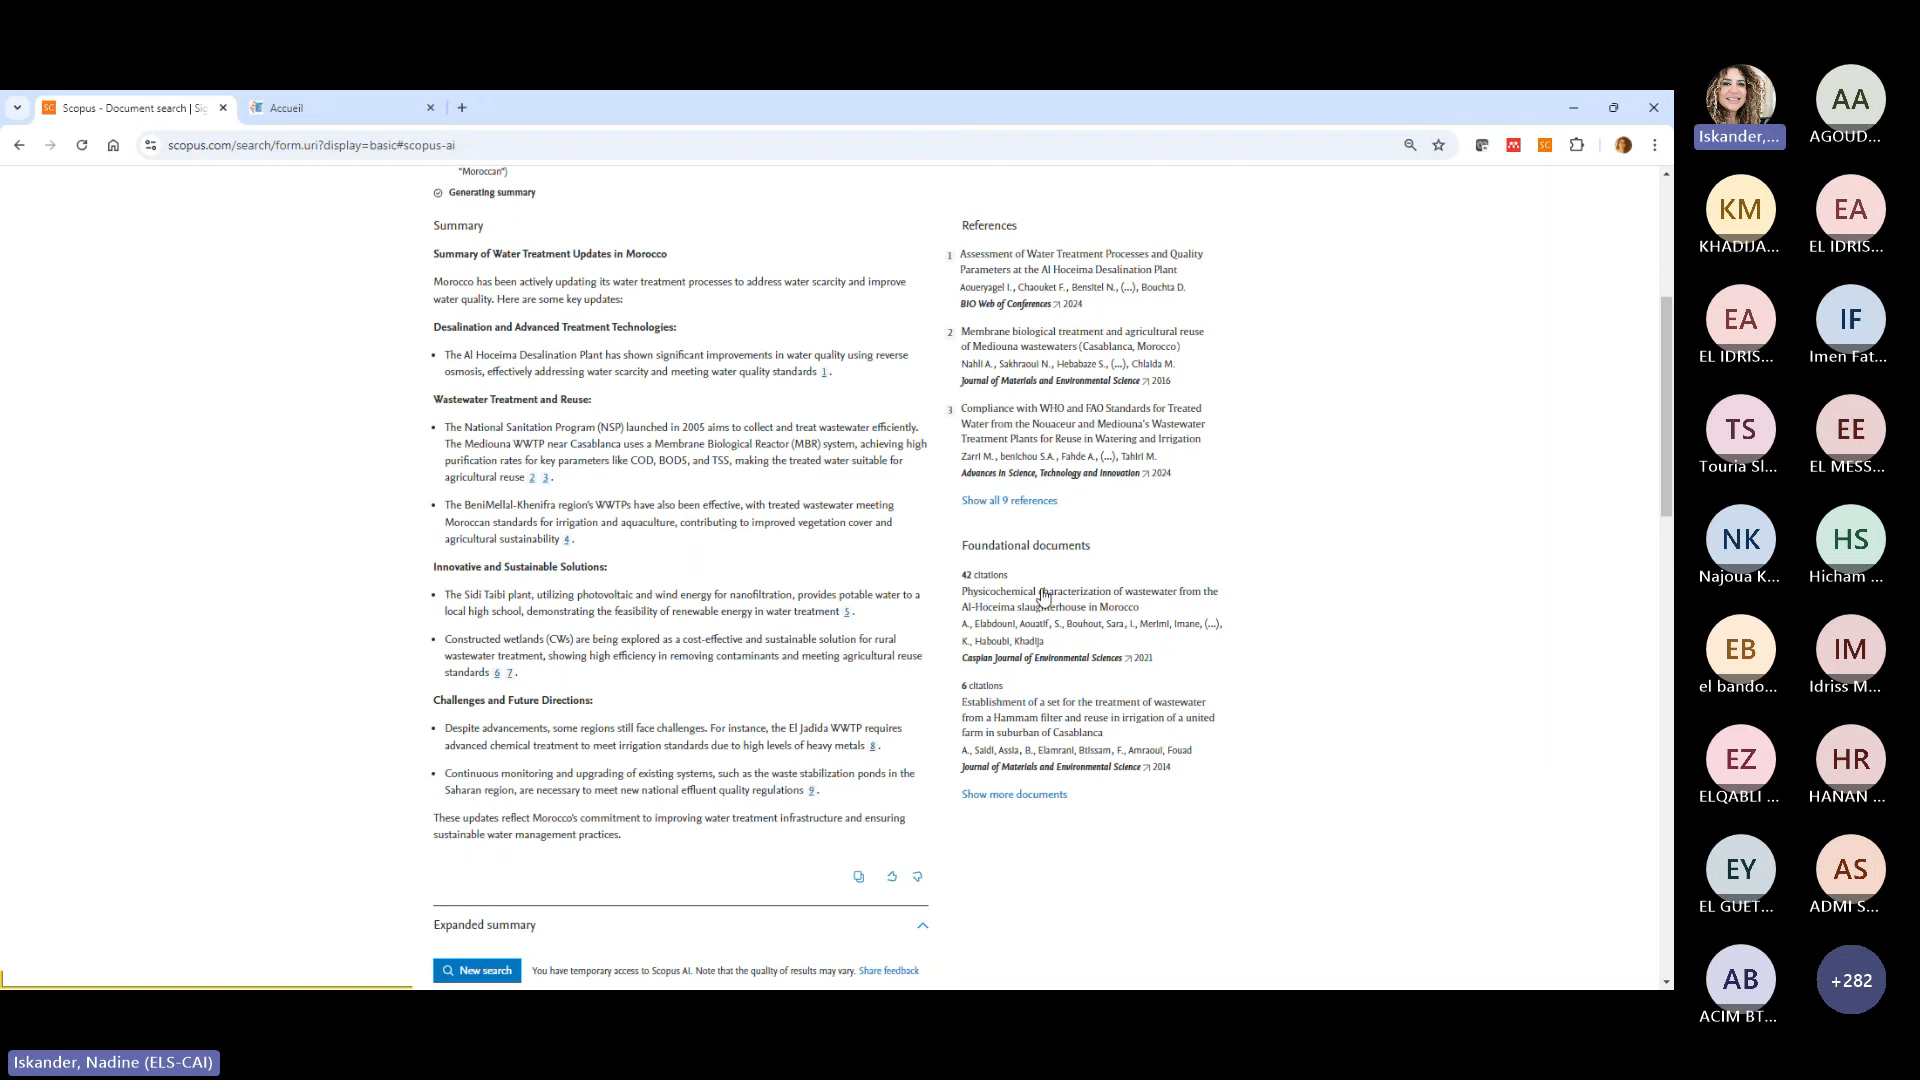 Scopus - Document search | Sig
Accueil
scopus.com/search/form.uri?display=basic#scopus-ai
"Moroccan")
Generating summary
Summary
Summary of Water Treatment Updates in Morocco
Morocco has been actively updating its water treatment processes to address water scarcity and improve
water quality. Here are some key updates:
Desalination and Advanced Treatment Technologies:
• The Al Hoceima Desalination Plant has shown significant improvements in water quality using reverse
osmosis, effectively addressing water scarcity and meeting water quality standards 1 .
Wastewater Treatment and Reuse:
• The National Sanitation Program (NSP) launched in 2005 aims to collect and treat wastewater efficiently.
The Mediouna WWTP near Casablanca uses a Membrane Biological Reactor (MBR) system, achieving high
purification rates for key parameters like COD, BOD5, and TSS, making the treated water suitable for
agricultural reuse 2 3 .
• The BeniMellal-Khenifra region's WWTPs have also been effective, with treated wastewater meeting
Moroccan standards for irrigation and aquaculture, contributing to improved vegetation cover and
agricultural sustainability 4 .
Innovative and Sustainable Solutions:
• The Sidi Taibi plant, utilizing photovoltaic and wind energy for nanofiltration, provides potable water to a
local high school, demonstrating the feasibility of renewable energy in water treatment 5 .
• Constructed wetlands (CWs) are being explored as a cost-effective and sustainable solution for rural
wastewater treatment, showing high efficiency in removing contaminants and meeting agricultural reuse
standards 6 7 .
Challenges and Future Directions:
• Despite advancements, some regions still face challenges. For instance, the El Jadida WWTP requires
advanced chemical treatment to meet irrigation standards due to high levels of heavy metals 8 .
• Continuous monitoring and upgrading of existing systems, such as the waste stabilization ponds in the
Saharan region, are necessary to meet new national effluent quality regulations 9 .
These updates reflect Morocco's commitment to improving water treatment infrastructure and ensuring
sustainable water management practices.
Expanded summary
New search
You have temporary access to Scopus AI. Note that the quality of results may vary. Share feedback
References
1 Assessment of Water Treatment Processes and Quality
Parameters at the Al Hoceima Desalination Plant
Aoueryagel I., Chaouket F., Bensitel N., (...), Bouchta D.
BIO Web of Conferences 2024
2 Membrane biological treatment and agricultural reuse
of Mediouna wastewaters (Casablanca, Morocco)
Nahli A., Sakhraoui N., Hebabaze S., (...), Chlaida M.
Journal of Materials and Environmental Science 2016
3 Compliance with WHO and FAO Standards for Treated
Water from the Nouaceur and Mediouna's Wastewater
Treatment Plants for Reuse in Watering and Irrigation
Zarri M., benichou S.A., Fahde A., (...), Tahiri M.
Advances in Science, Technology and Innovation 2024
Show all 9 references
Foundational documents
42 citations
Physicochemical characterization of wastewater from the
Al-Hoceima slaughterhouse in Morocco
A., Elabdouni, Aouatif, S., Bouhout, Sara, I., Merimi, Imane, (...),
K., Haboubi, Khadija
Caspian Journal of Environmental Sciences 2021
6 citations
Establishment of a set for the treatment of wastewater
from a Hammam filter and reuse in irrigation of a united
farm in suburban of Casablanca
A., Saidi, Assia, B., Elamrani, Btissam, F., Amraoui, Fouad
Journal of Materials and Environmental Science 2014
Show more documents
Iskander,...
AA
AGOUD...
KM
KHADIJA...
EA
EL IDRIS...
EA
EL IDRIS...
IF
Imen Fat...
TS
Touria Sl...
EE
EL MESS...
NK
Najoua K...
HS
Hicham ...
EB
el bando...
IM
Idriss M...
EZ
ELQABLI ...
HR
HANAN ...
EY
EL GUET...
AS
ADMI S...
AB
ACIM BT...
+282
Iskander, Nadine (ELS-CAI)